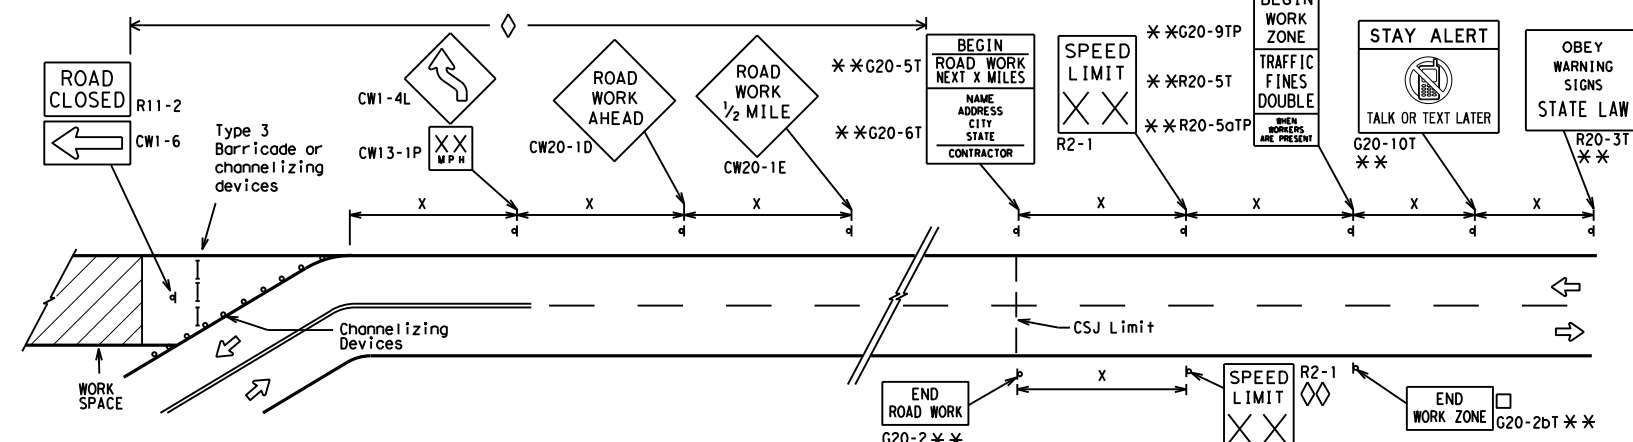 ROAD
CLOSED
R11-2
CW1-6
Type 3
Barricade or
channelizing
devices
CW1-4L
CW13-1P
X X
MPH
ROAD
WORK
AHEAD
CW20-1D
ROAD
WORK
1/2 MILE
CW20-1E
* *G20-5T
* *G20-6T
BEGIN
ROAD WORK
NEXT X MILES
NAME
ADDRESS
CITY
STATE
CONTRACTOR
SPEED
LIMIT
X X
R2-1
* *G20-9TP
* *R20-5T
* *R20-5aTP
BEGIN
WORK
ZONE
TRAFFIC
FINES
DOUBLE
WHEN
WORKERS
ARE PRESENT
STAY ALERT
TALK OR TEXT LATER
G20-10T
* *
OBEY
WARNING
SIGNS
STATE LAW
R20-3T
* *
X
X
X
X
X
X
X
Channelizing
Devices
WORK
SPACE
CSJ Limit
X
END
ROAD WORK
G20-2 * *
SPEED
LIMIT
X X
R2-1
END
WORK ZONE
G20-2bT * *